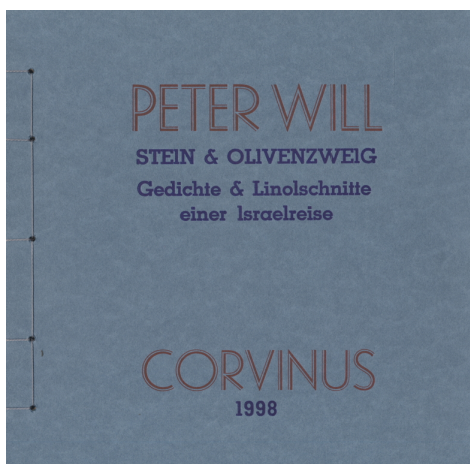 PETER WILL
STEIN & OLIVENZWEIG
Gedichte & Linolschnitte
einer Israelreise
CORVINUS
1998